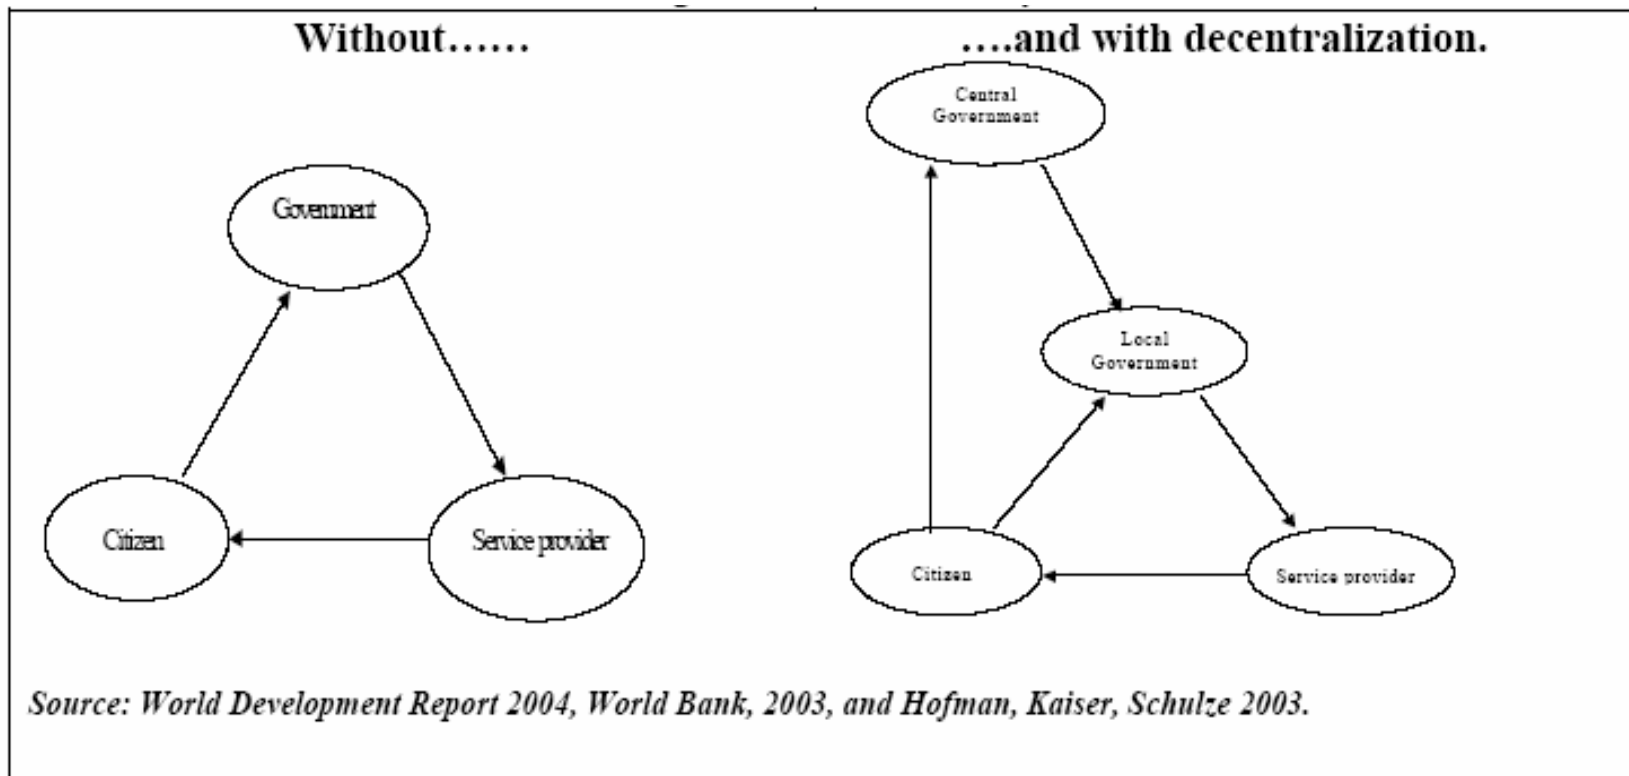 Without......
....and with decentralization.
Government
Citizen
Service provider
Central
Government
Local
Government
Citizen
Service provider
Source: World Development Report 2004, World Bank, 2003, and Hofman, Kaiser, Schulze 2003.